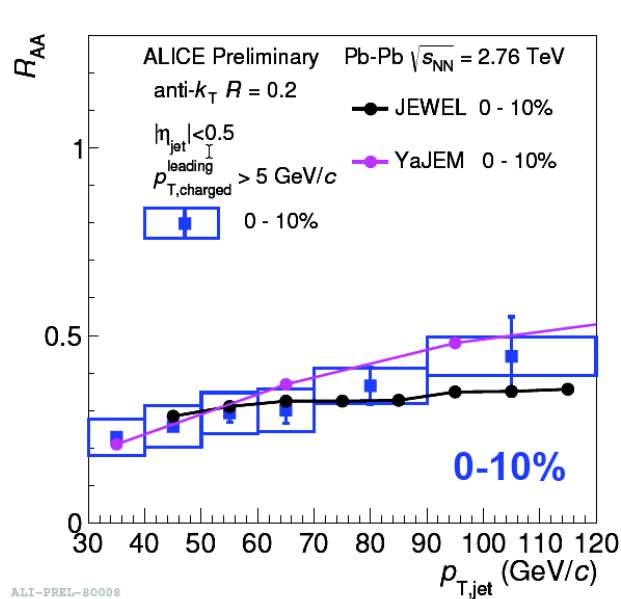 R_AA
ALICE Preliminary
Pb-Pb √s_NN = 2.76 TeV
anti-k_T R = 0.2
JEWEL 0 - 10%
|η_jet|<0.5
YaJEM 0 - 10%
p_T,charged^leading > 5 GeV/c
0 - 10%
1
0.5
0
0-10%
30 40 50 60 70 80 90 100 110 120
p_T,jet (GeV/c)
ALI-PREL-80008